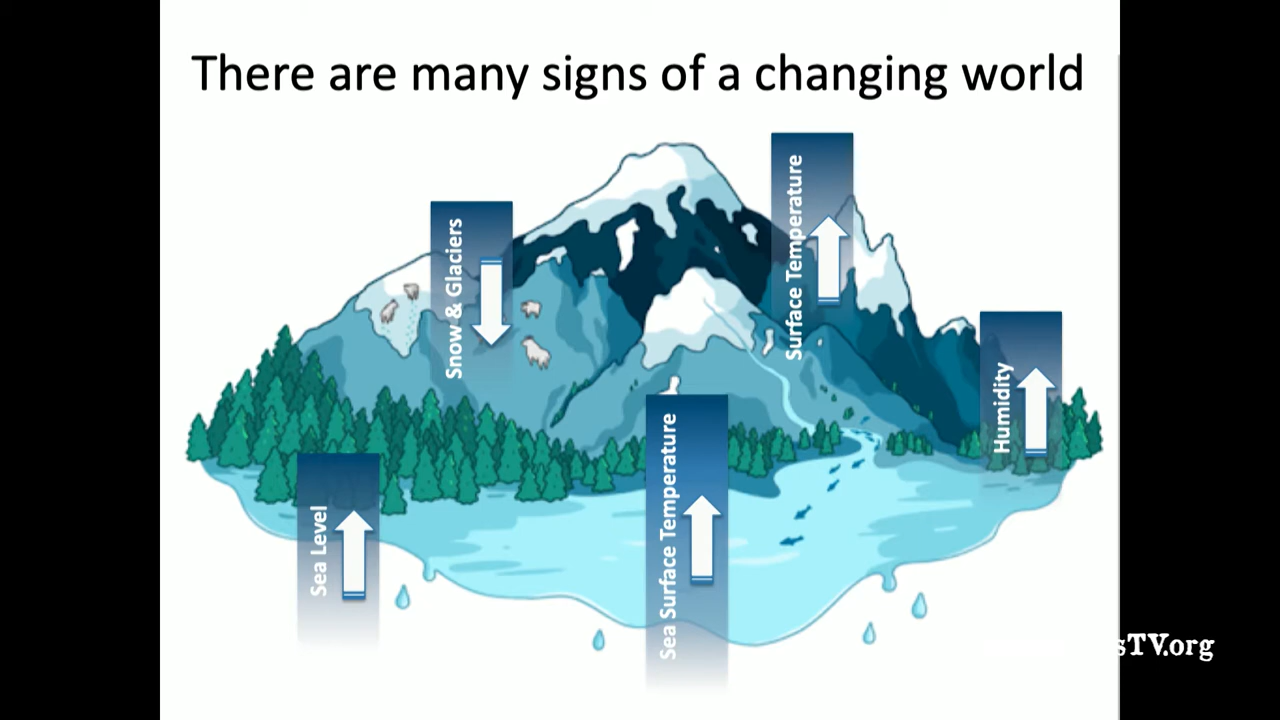 There are many signs of a changing world
Snow & Glaciers
Surface Temperature
Humidity
Sea Level
Sea Surface Temperature
sTV.org